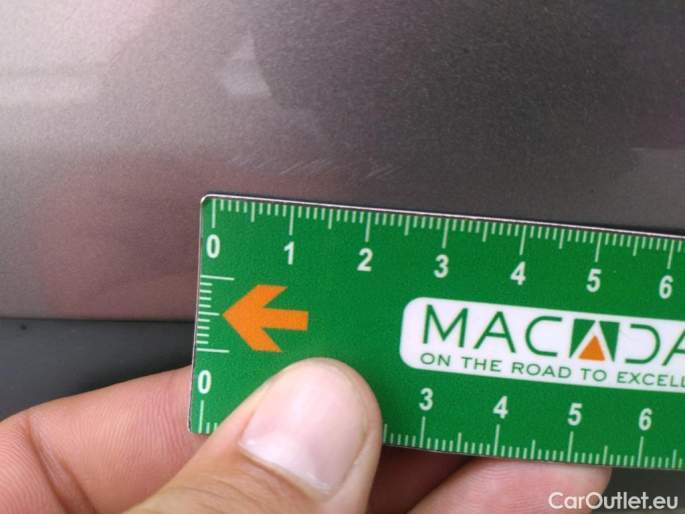 0 1 2 3 4 5 6
MACADA
ON THE ROAD TO EXCELL
0 3 4 5 6
CarOutlet.eu